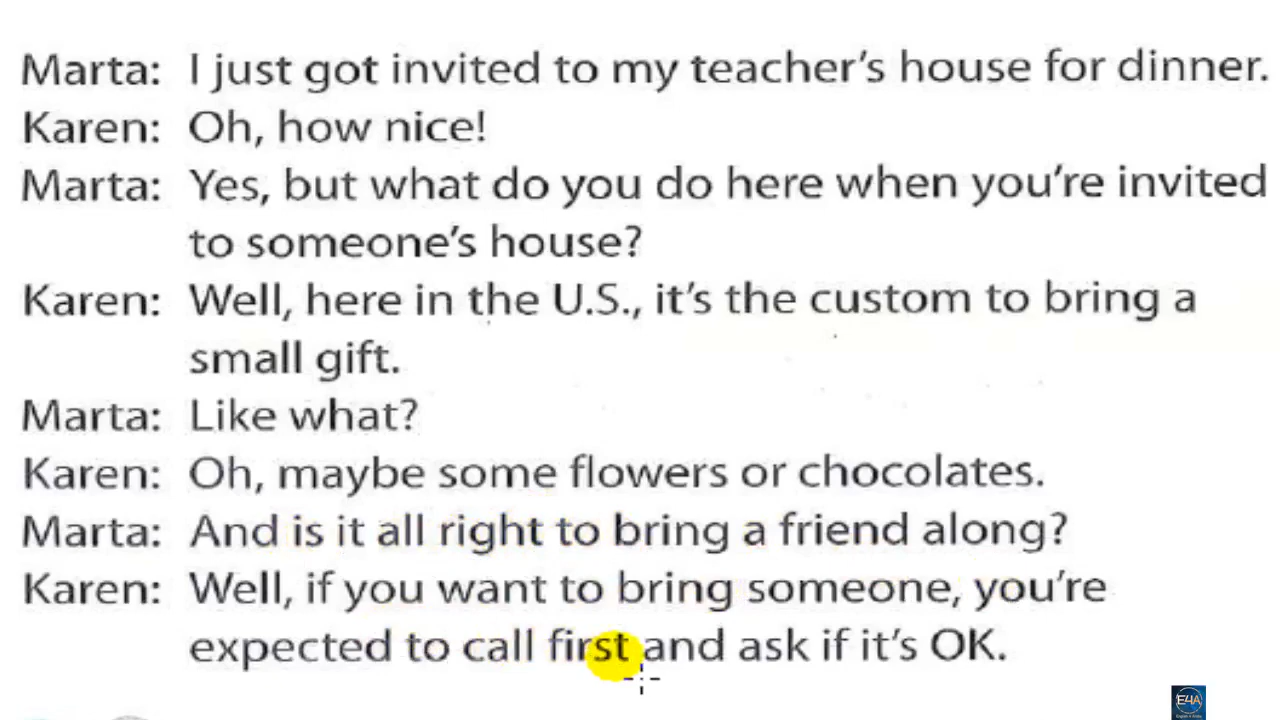 Marta: I just got invited to my teacher's house for dinner.
Karen: Oh, how nice!
Marta: Yes, but what do you do here when you're invited
to someone's house?
Karen: Well, here in the U.S., it's the custom to bring a
small gift.
Marta: Like what?
Karen: Oh, maybe some flowers or chocolates.
Marta: And is it all right to bring a friend along?
Karen: Well, if you want to bring someone, you're
expected to call first and ask if it's OK.
E4A